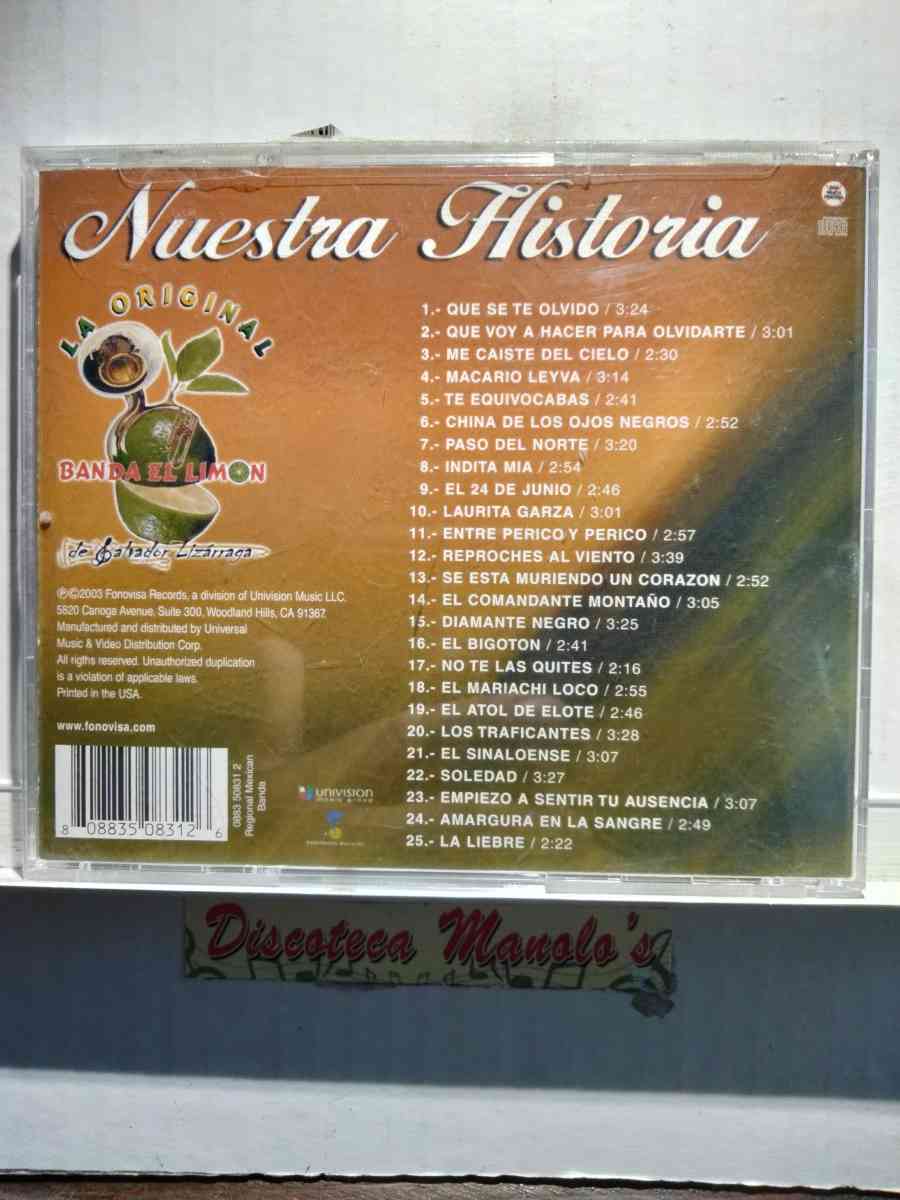 Nuestra Historia
LA ORIGINAL
BANDA EL LIMON
de Salvador Lizárraga
1.- QUE SE TE OLVIDO / 3:24
2.- QUE VOY A HACER PARA OLVIDARTE / 3:01
3.- ME CAISTE DEL CIELO / 2:30
4.- MACARIO LEYVA / 3:14
5.- TE EQUIVOCABAS / 2:41
6.- CHINA DE LOS OJOS NEGROS / 2:52
7.- PASO DEL NORTE / 3:20
8.- INDITA MIA / 2:54
9.- EL 24 DE JUNIO / 2:46
10.- LAURITA GARZA / 3:01
11.- ENTRE PERICO Y PERICO / 2:57
12.- REPROCHES AL VIENTO / 3:39
13.- SE ESTA MURIENDO UN CORAZON / 2:52
14.- EL COMANDANTE MONTAÑO / 3:05
15.- DIAMANTE NEGRO / 3:25
16.- EL BIGOTON / 2:41
17.- NO TE LAS QUITES / 2:16
18.- EL MARIACHI LOCO / 2:55
19.- EL ATOL DE ELOTE / 2:46
20.- LOS TRAFICANTES / 3:28
21.- EL SINALOENSE / 3:07
22.- SOLEDAD / 3:27
23.- EMPIEZO A SENTIR TU AUSENCIA / 3:07
24.- AMARGURA EN LA SANGRE / 2:49
25.- LA LIEBRE / 2:22
℗©2003 Fonovisa Records, a division of Univision Music LLC.
5820 Canoga Avenue, Suite 300, Woodland Hills, CA 91367.
Manufactured and distributed by Universal
Music & Video Distribution Corp.
All rigths reserved. Unauthorized duplication
is a violation of applicable laws.
Printed in the USA.
www.fonovisa.com
8 08835 08312 6
0883 50831 2
Regional Mexican
Banda
univision
music group
Discoteca Manolo's